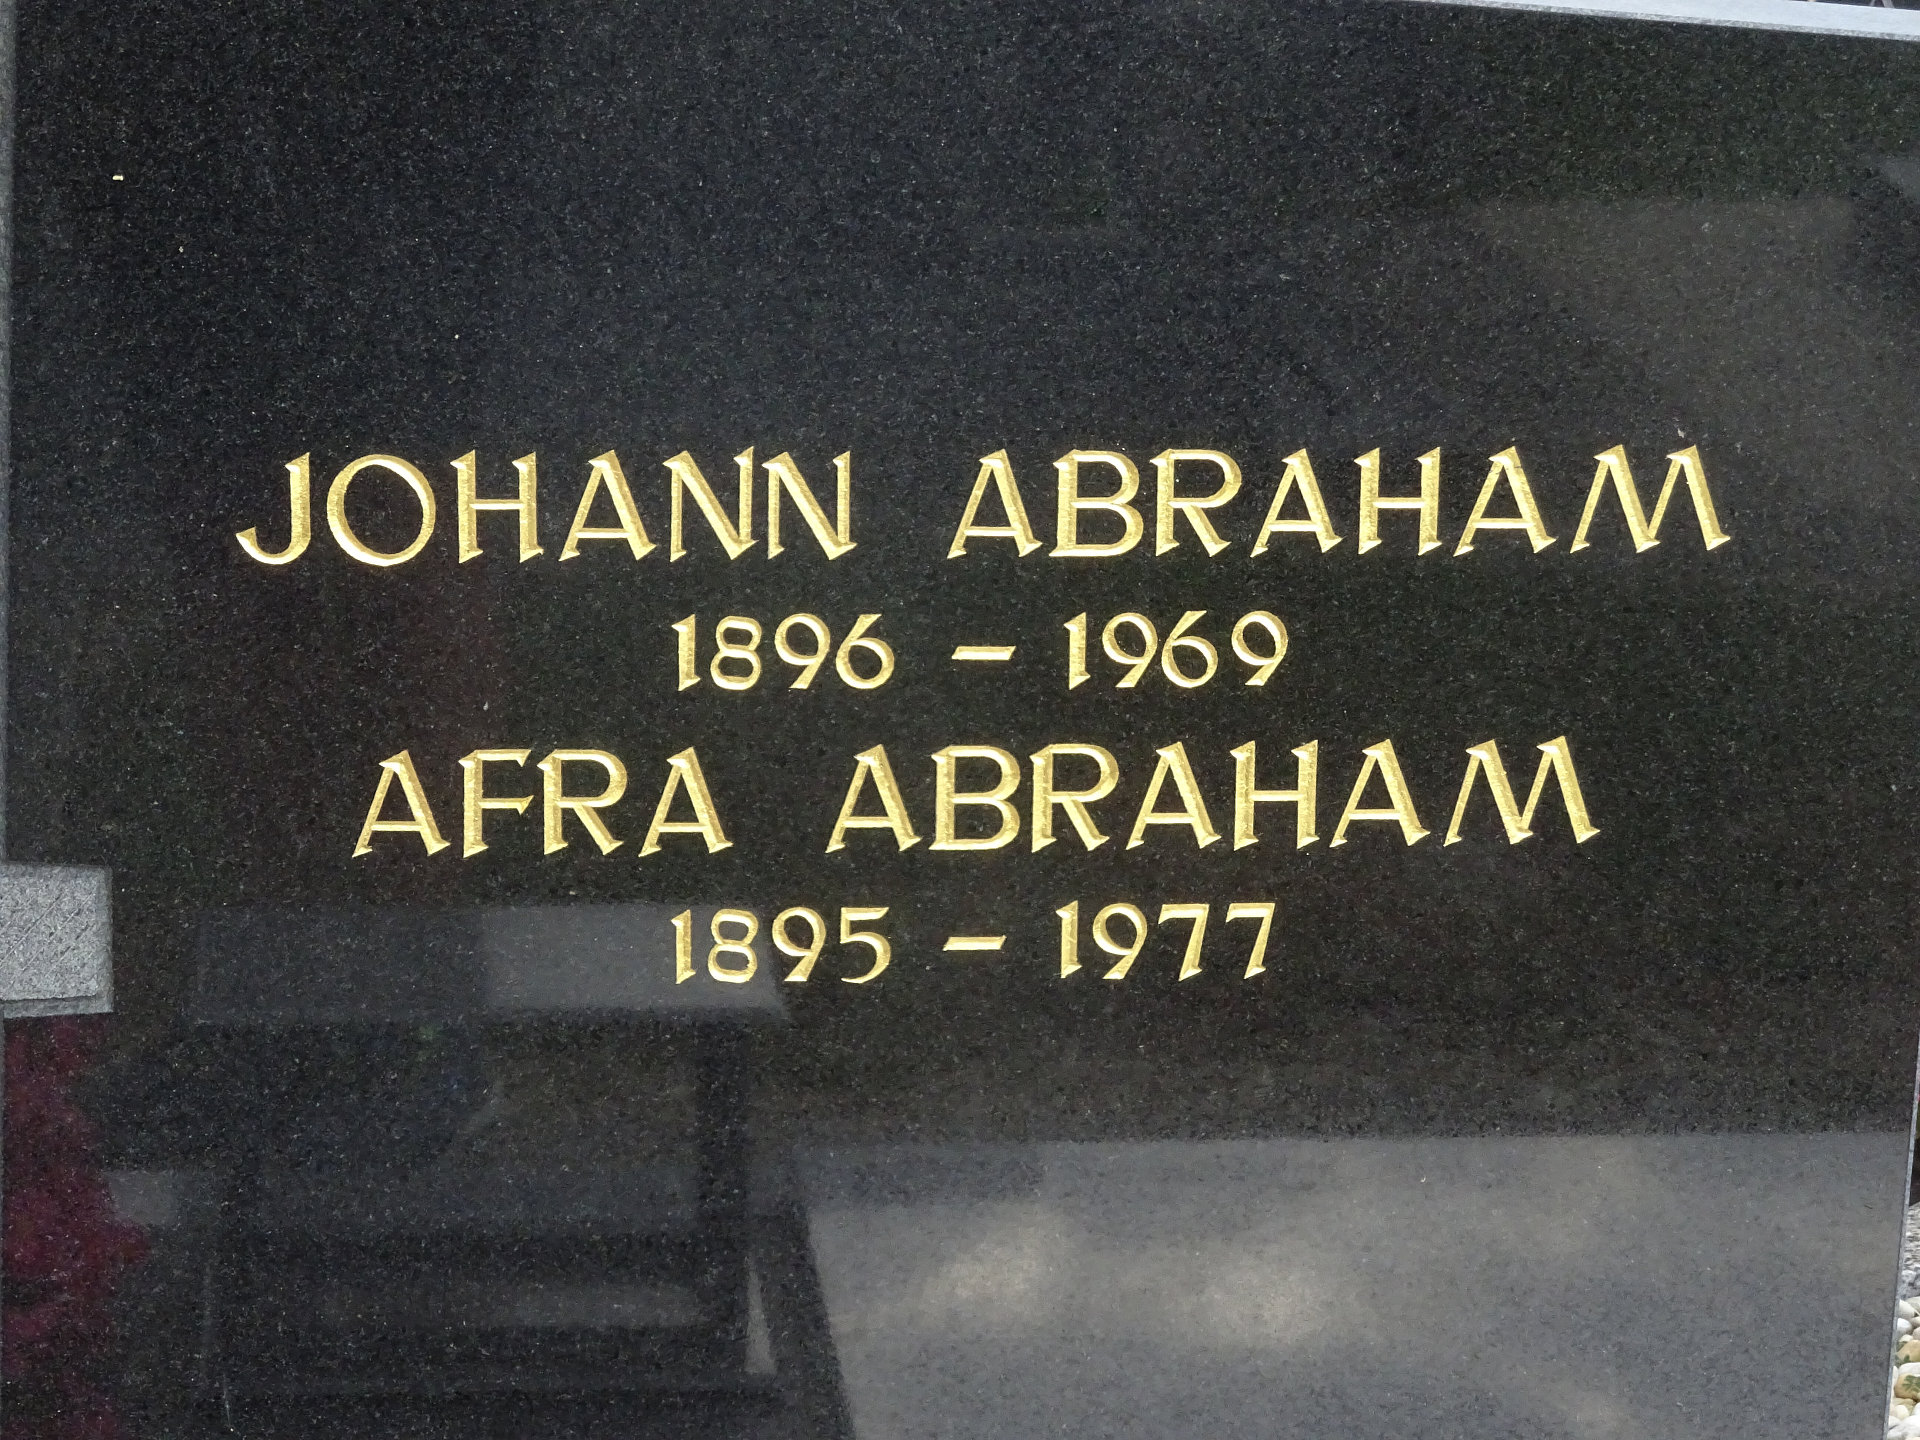 JOHANN ABRAHAM
1896 – 1969
AFRA ABRAHAM
1895 – 1977